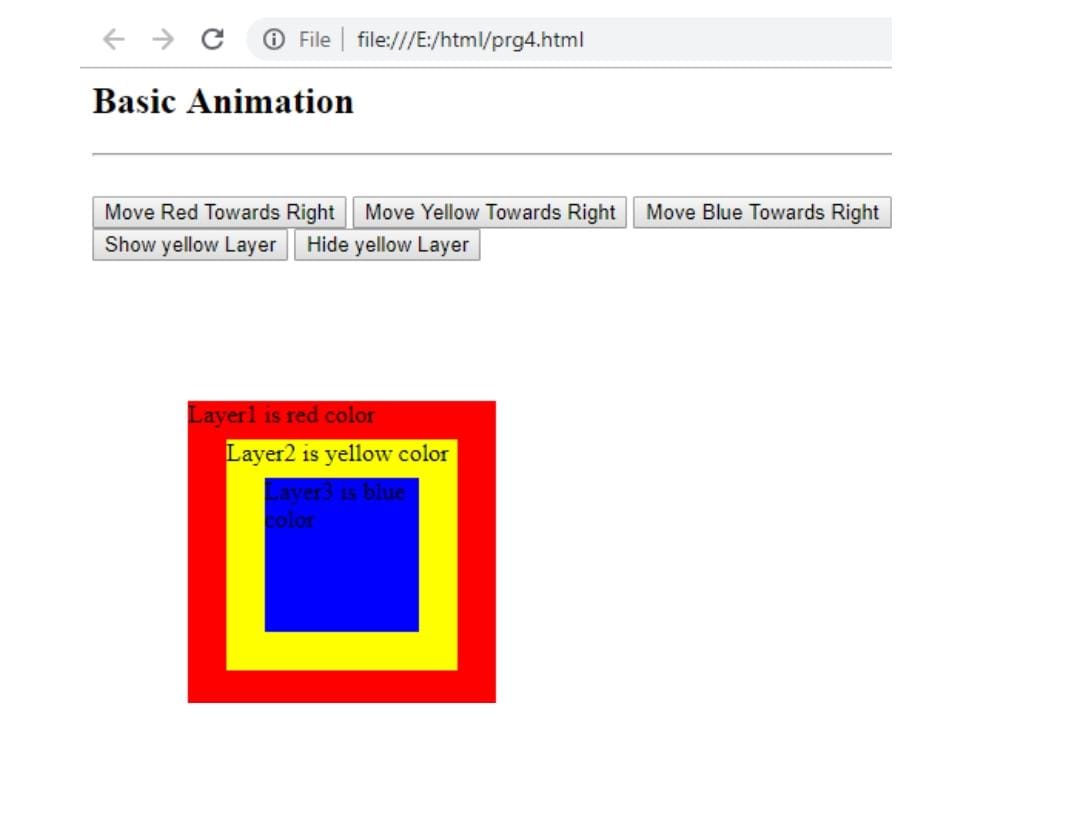 File file:///E:/html/prg4.html
Basic Animation
Move Red Towards Right Move Yellow Towards Right Move Blue Towards Right
Show yellow Layer Hide yellow Layer
Layer1 is red color
Layer2 is yellow color
Layer3 is blue
color